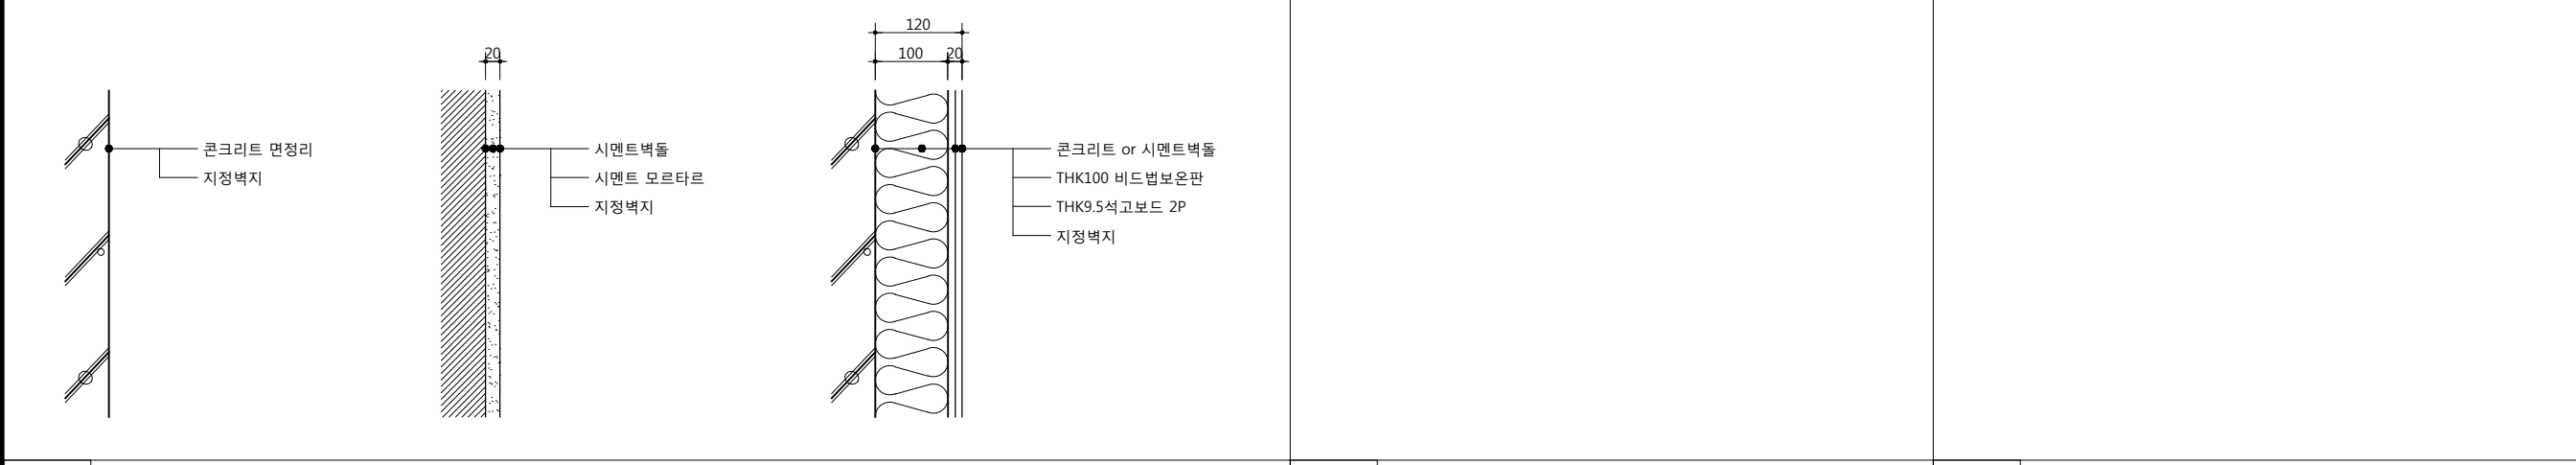 콘크리트 면정리
지정벽지
20
시멘트벽돌
시멘트 모르타르
지정벽지
120
100
20
콘크리트 or 시멘트벽돌
THK100 비드법보온판
THK9.5석고보드 2P
지정벽지